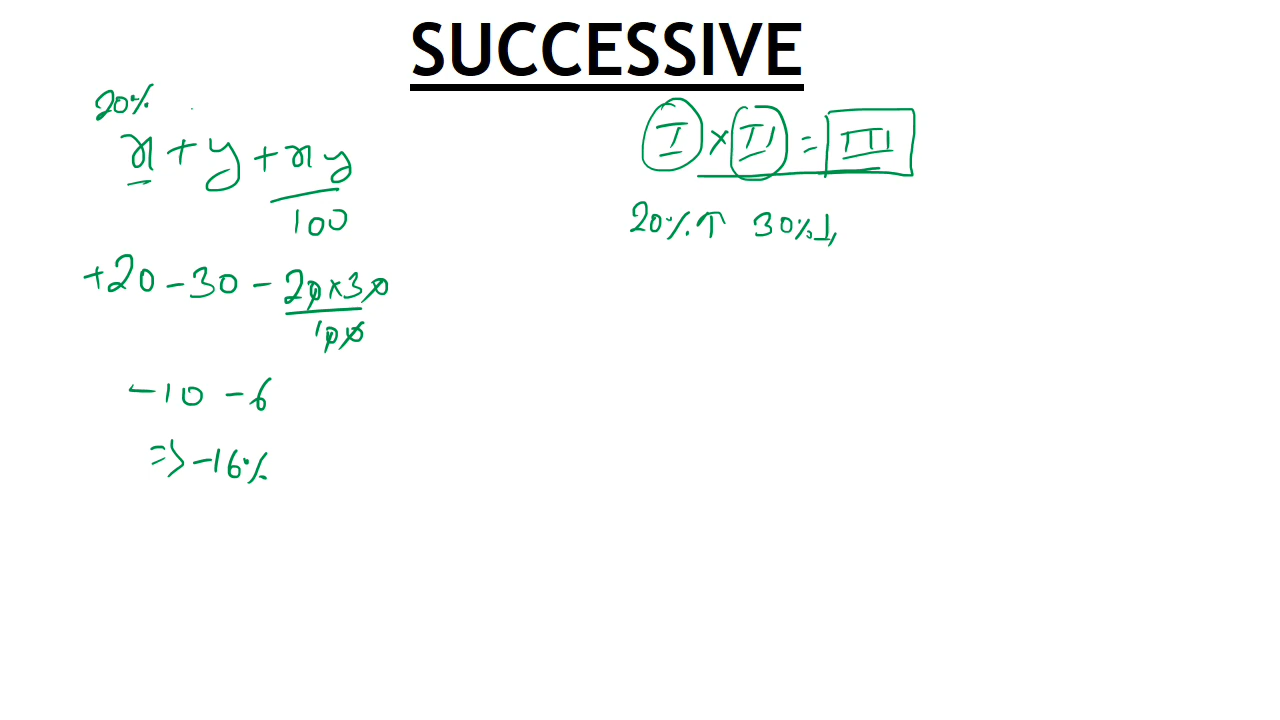 SUCCESSIVE
20%
x + y + xy
100
+20 - 30 - 20 x 30
100
-10 - 6
=> -16%
I x II = III
20% ↑ 30% ↓